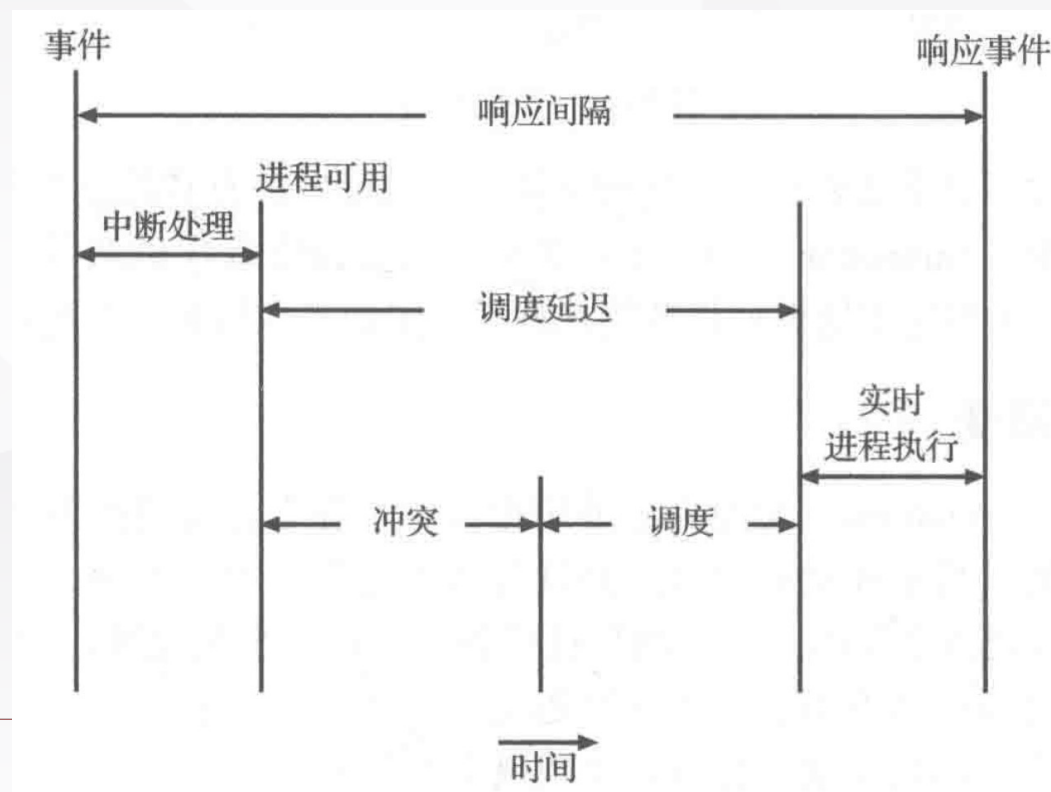 事件
响应事件
响应间隔
进程可用
中断处理
调度延迟
实时
进程执行
冲突
调度
时间